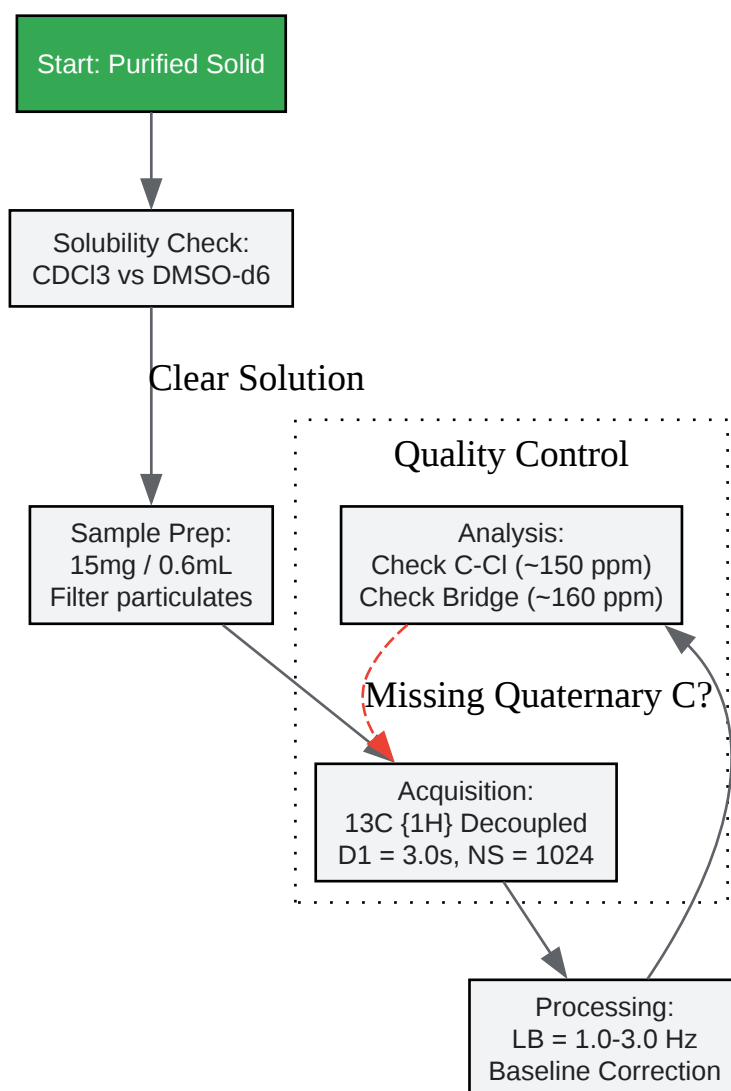 Start: Purified Solid
Solubility Check:
CDCl3 vs DMSO-d6
Clear Solution
Quality Control
Sample Prep:
15mg / 0.6mL
Filter particulates
Analysis:
Check C-Cl (~150 ppm)
Check Bridge (~160 ppm)
Missing Quaternary C?
Acquisition:
13C {1H} Decoupled
D1 = 3.0s, NS = 1024
Processing:
LB = 1.0-3.0 Hz
Baseline Correction